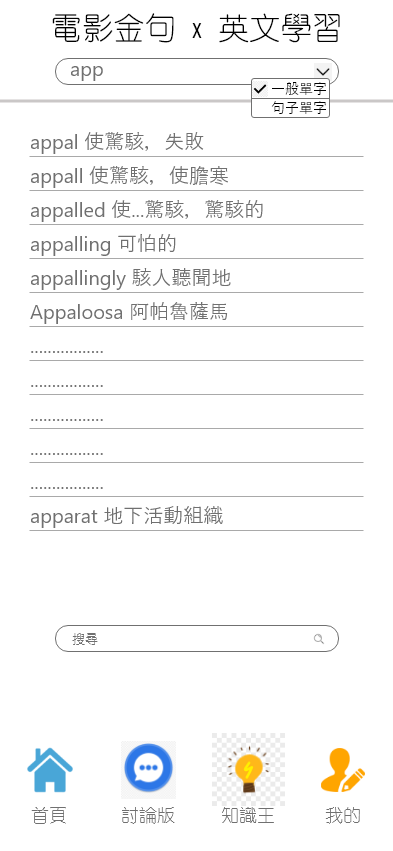 電影金句 x 英文學習
app
一般單字
句子單字
appal 使驚駭，失敗
appall 使驚駭，使膽寒
appalled 使...驚駭，驚駭的
appalling 可怕的
appallingly 駭人聽聞地
Appaloosa 阿帕魯薩馬
.................
.................
.................
.................
.................
apparat 地下活動組織
搜尋
首頁 討論版 知識王 我的